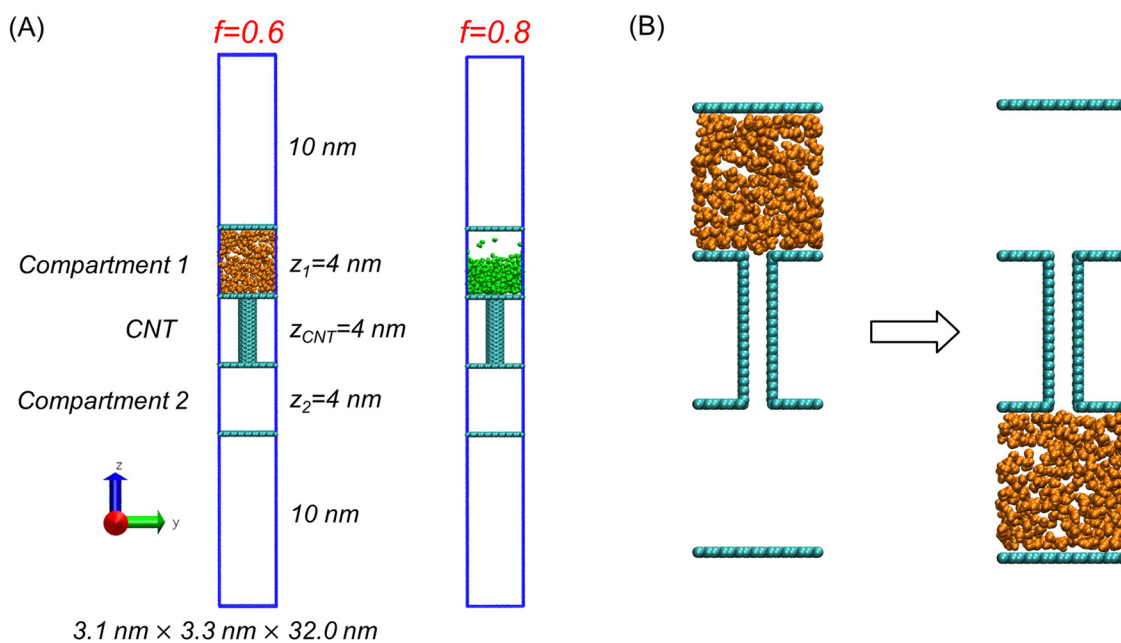 (A)
f=0.6
f=0.8
(B)
10 nm
Compartment 1
z₁=4 nm
CNT
z_CNT=4 nm
Compartment 2
z₂=4 nm
z
y
10 nm
3.1 nm × 3.3 nm × 32.0 nm